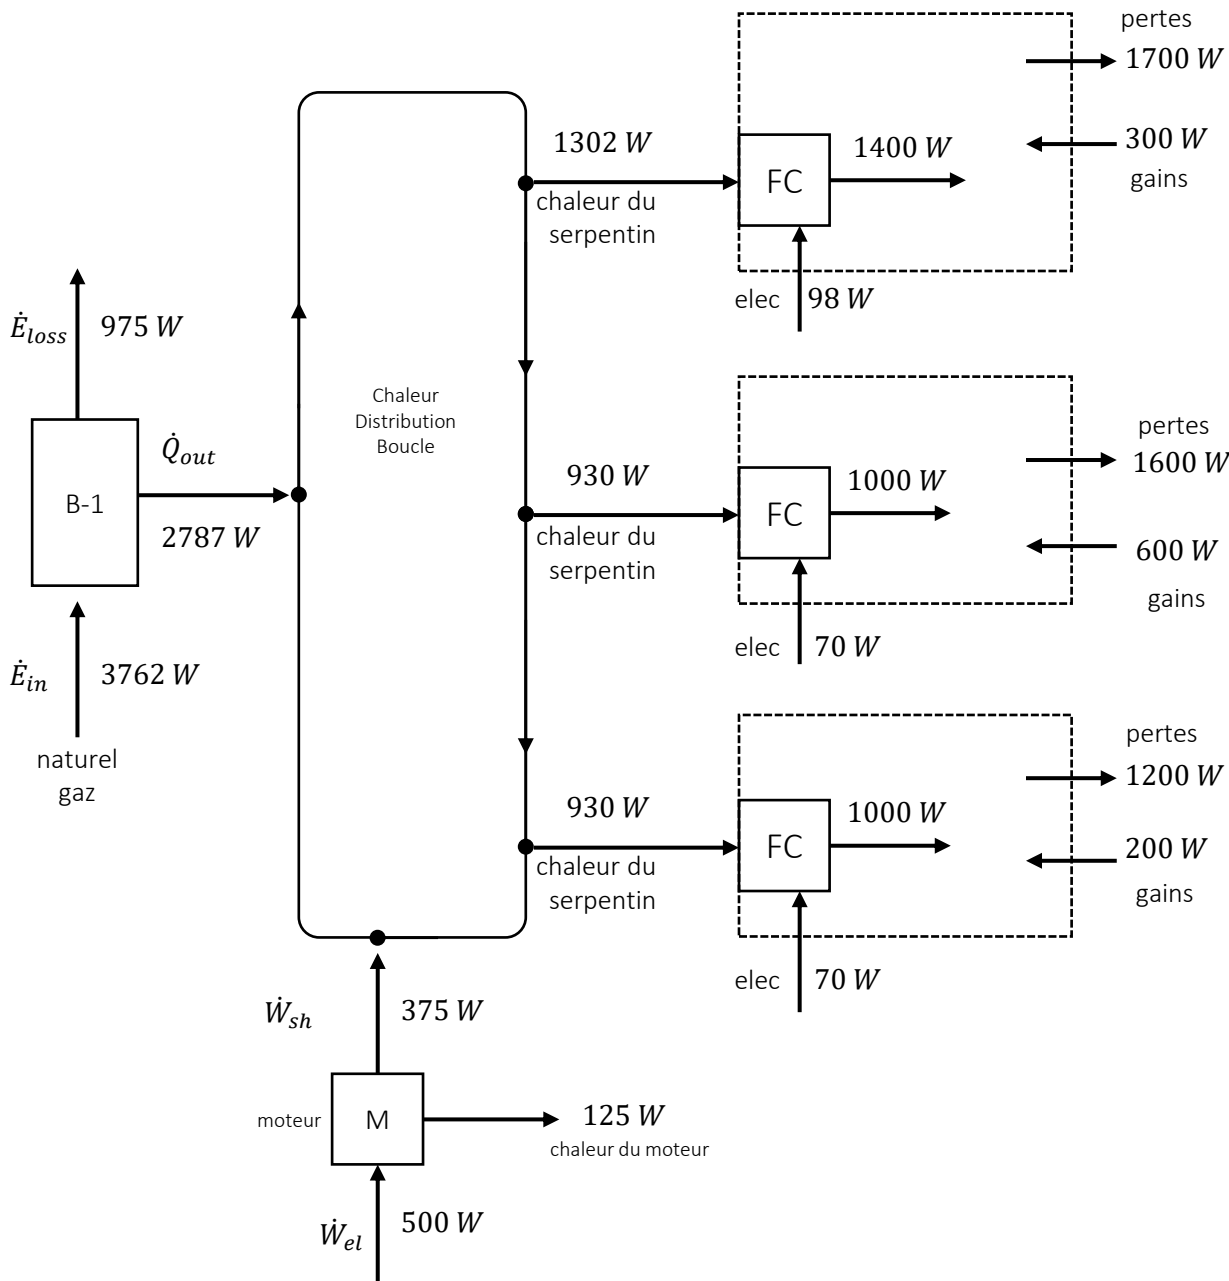 pertes
1700 W
300 W
gains
1302 W
chaleur du
serpentin
FC
1400 W
elec
98 W
Ė_loss
975 W
B-1
Q̇_out
2787 W
Ė_in
3762 W
naturel
gaz
Chaleur
Distribution
Boucle
930 W
chaleur du
serpentin
FC
1000 W
elec
70 W
pertes
1600 W
600 W
gains
930 W
chaleur du
serpentin
FC
1000 W
elec
70 W
pertes
1200 W
200 W
gains
Ẇ_sh
375 W
moteur
M
125 W
chaleur du moteur
Ẇ_el
500 W